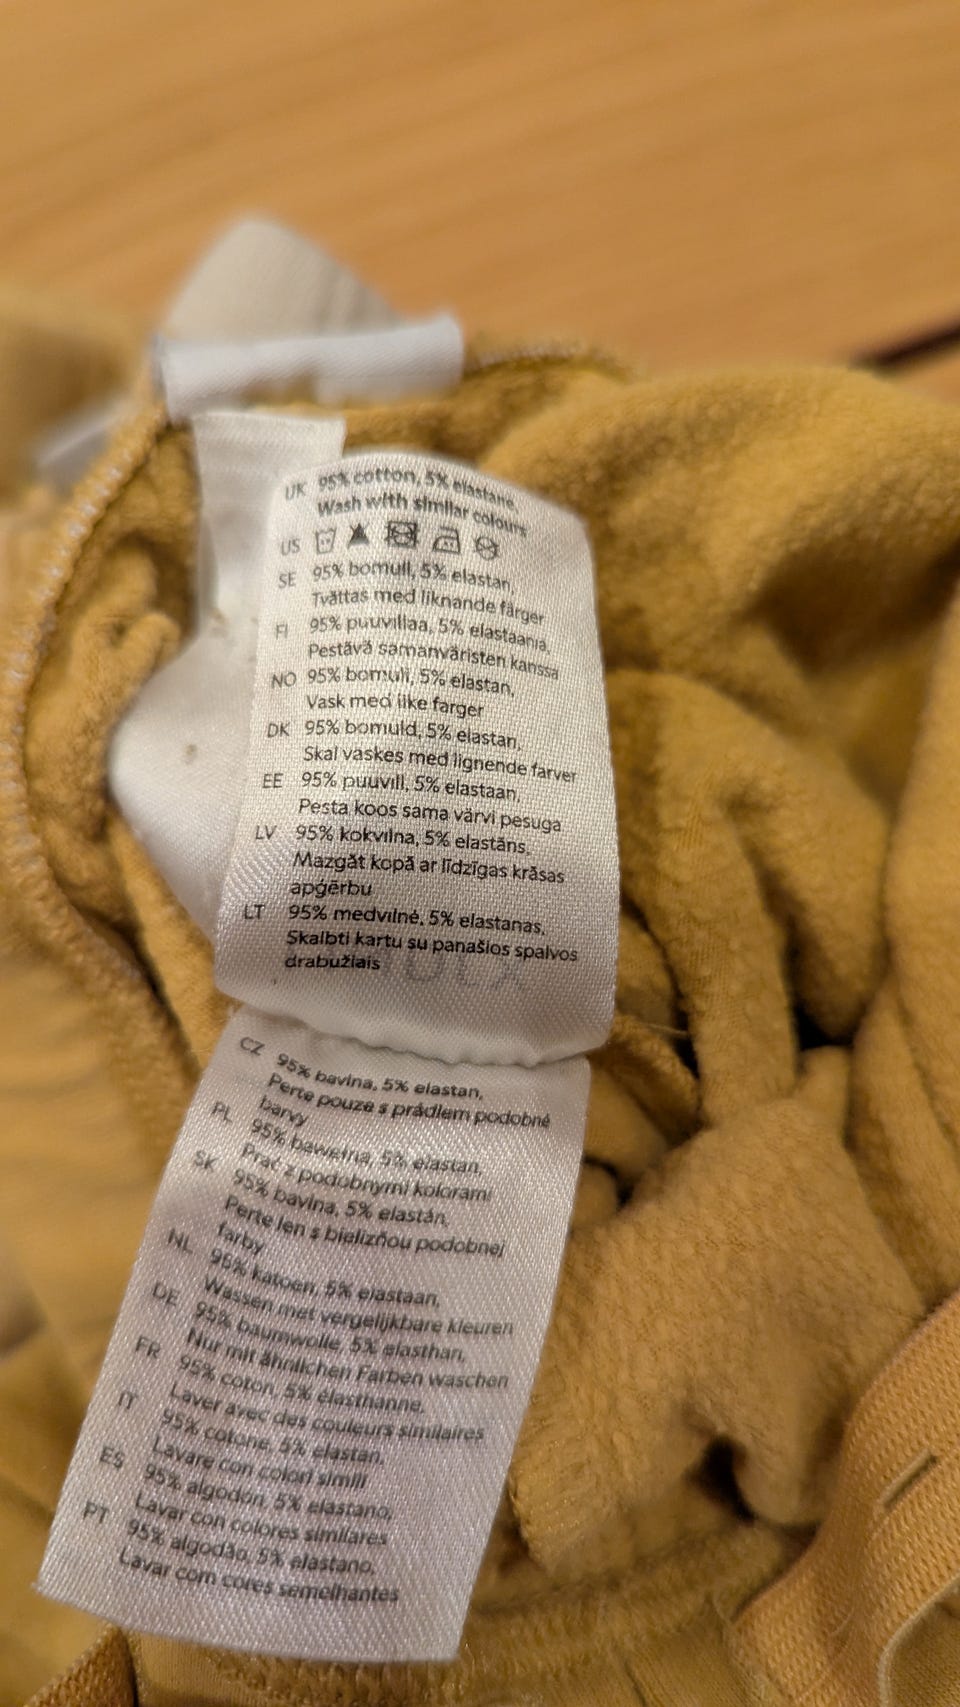 UK 95% cotton, 5% elastane,
Wash with similar colours
US
SE 95% bomull, 5% elastan,
Tvättas med liknande färger
FI 95% puuvillaa, 5% elastaania,
Pestävä samanväristen kanssa
NO 95% bomull, 5% elastan,
Vask med like farger
DK 95% bomuld, 5% elastan,
Skal vaskes med lignende farver
EE 95% puuvill, 5% elastaan,
Pesta koos sama värvi pesuga
LV 95% kokvilna, 5% elastāns,
Mazgāt kopā ar līdzīgas krāsas
apģērbu
LT 95% medvilnė, 5% elastanas,
Skalbti kartu su panašios spalvos
drabužiais
CZ 95% bavlna, 5% elastan,
Perte pouze s prádlem podobné
barvy
PL 95% bawełna, 5% elastan,
Prać z podobnymi kolorami
SK 95% bavlna, 5% elastán,
Perte len s bielizňou podobnej
farby
NL 95% katoen, 5% elastaan,
Wassen met vergelijkbare kleuren
DE 95% baumwolle, 5% elasthan,
Nur mit ähnlichen Farben waschen
FR 95% coton, 5% élasthanne,
Laver avec des couleurs similaires
IT 95% cotone, 5% elastan,
Lavare con colori simili
ES 95% algodón, 5% elastano,
Lavar con colores similares
PT 95% algodão, 5% elastano,
Lavar com cores semelhantes